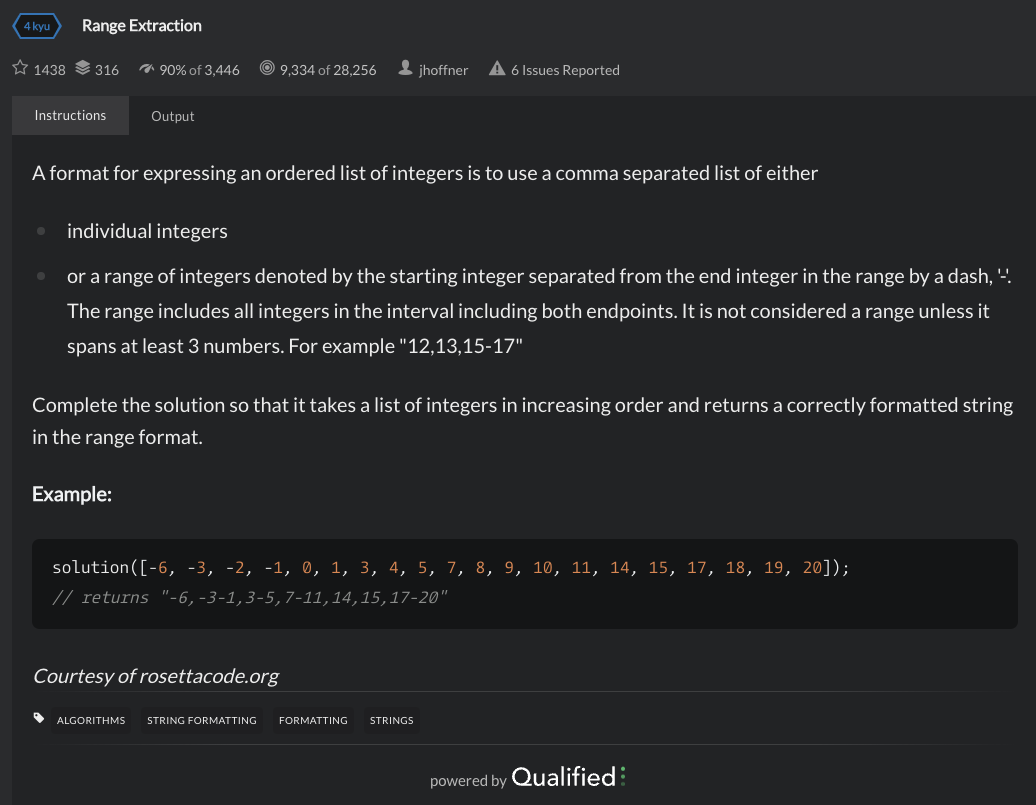 4 kyu Range Extraction
1438 316 90% of 3,446 9,334 of 28,256 jhoffner 6 Issues Reported
Instructions Output
A format for expressing an ordered list of integers is to use a comma separated list of either
individual integers
or a range of integers denoted by the starting integer separated from the end integer in the range by a dash, '-'.
The range includes all integers in the interval including both endpoints. It is not considered a range unless it
spans at least 3 numbers. For example "12,13,15-17"
Complete the solution so that it takes a list of integers in increasing order and returns a correctly formatted string
in the range format.
Example:
solution([-6, -3, -2, -1, 0, 1, 3, 4, 5, 7, 8, 9, 10, 11, 14, 15, 17, 18, 19, 20]);
// returns "-6,-3-1,3-5,7-11,14,15,17-20"
Courtesy of rosettacode.org
ALGORITHMS STRING FORMATTING FORMATTING STRINGS
powered by Qualified